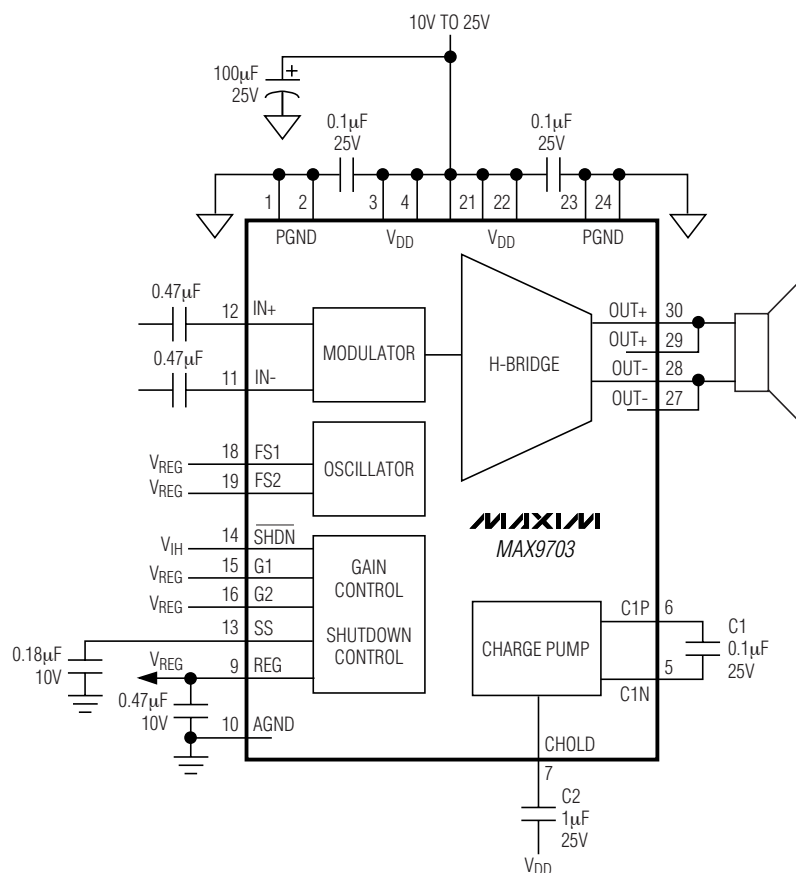 10V TO 25V
100µF
25V
+
0.1µF
25V
0.1µF
25V
1
2
3
4
21
22
23
24
PGND
VDD
VDD
PGND
0.47µF
12
IN+
MODULATOR
H-BRIDGE
OUT+
30
OUT+
29
OUT-
28
OUT-
27
0.47µF
11
IN-
VREG
18
FS1
OSCILLATOR
VREG
19
FS2
MAXIM
MAX9703
VIH
14
SHDN
GAIN
CONTROL
VREG
15
G1
VREG
16
G2
13
SS
SHUTDOWN
CONTROL
0.18µF
10V
VREG
9
REG
0.47µF
10V
10
AGND
CHARGE PUMP
C1P
6
C1
0.1µF
25V
5
C1N
CHOLD
7
C2
1µF
25V
VDD